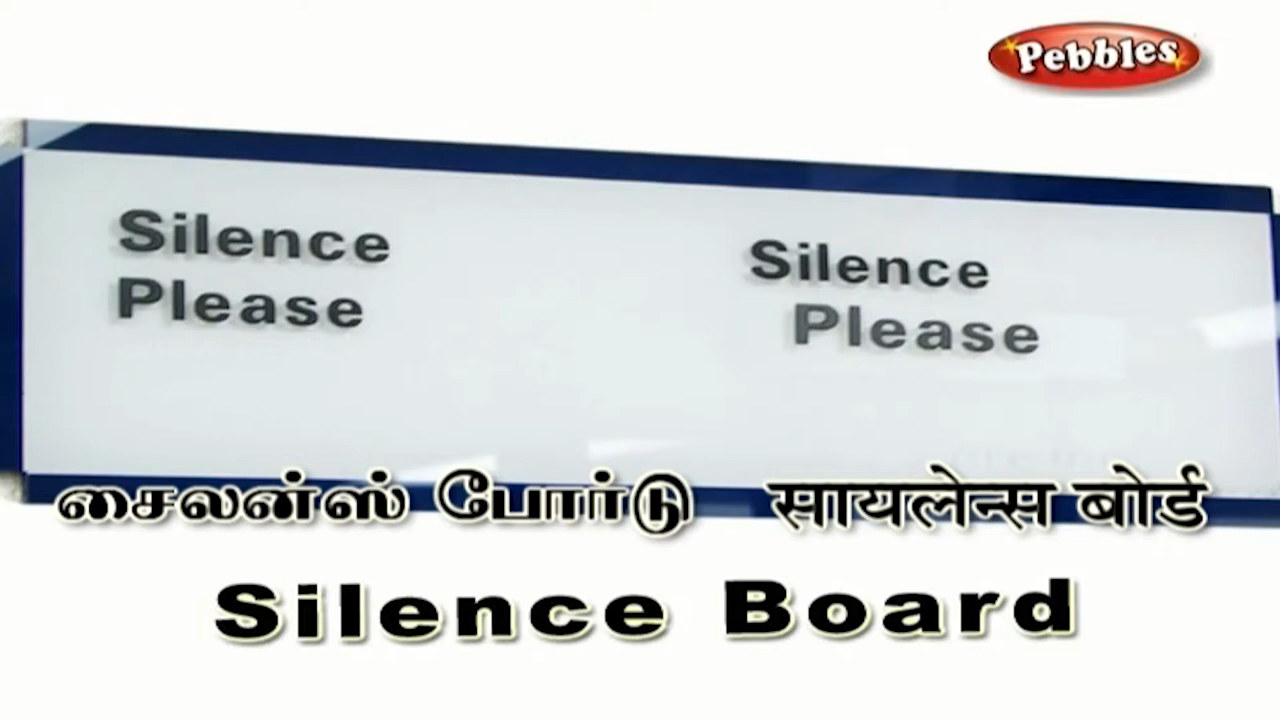 Pebbles
Silence
Please
Silence
Please
சைலன்ஸ் போர்டு
सायलेन्स बोर्ड
Silence Board